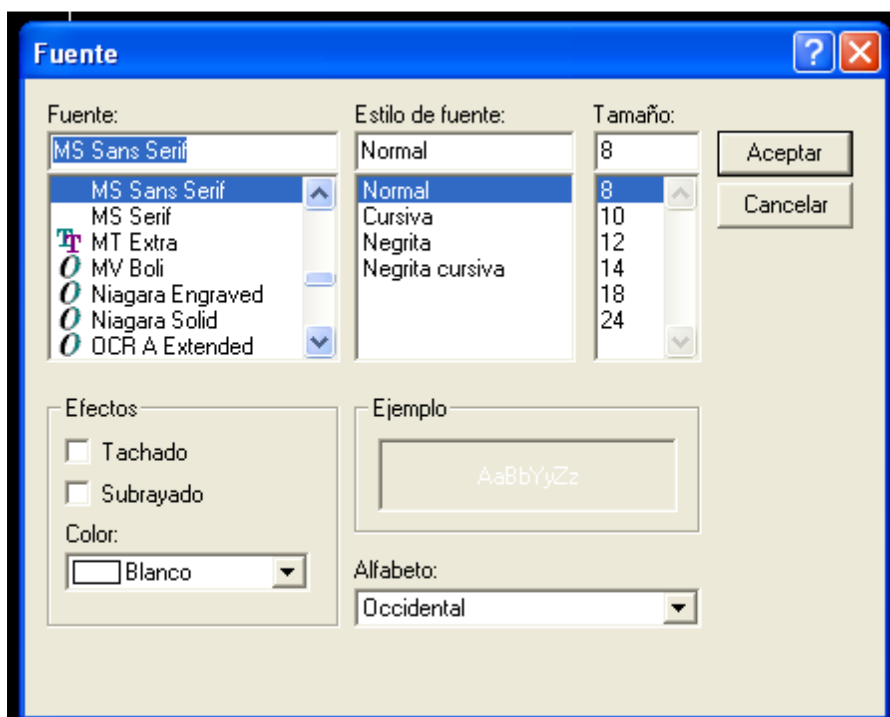 Fuente
Fuente:
MS Sans Serif
MS Sans Serif
MS Serif
MT Extra
MV Boli
Niagara Engraved
Niagara Solid
OCR A Extended
Estilo de fuente:
Normal
Normal
Cursiva
Negrita
Negrita cursiva
Tamaño:
8
8
10
12
14
18
24
Aceptar
Cancelar
Efectos
Tachado
Subrayado
Color:
Blanco
Ejemplo
AaBbYyZz
Alfabeto:
Occidental